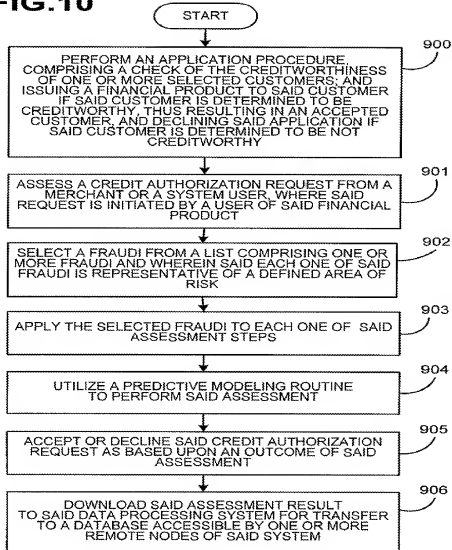 FIG.10
START
900
PERFORM AN APPLICATION PROCEDURE,
COMPRISING A CHECK OF THE CREDITWORTHINESS
OF ONE OR MORE SELECTED CUSTOMERS; AND
ISSUING A FINANCIAL PRODUCT TO SAID CUSTOMER
IF SAID CUSTOMER IS DETERMINED TO BE
CREDITWORTHY, THUS RESULTING IN AN ACCEPTED
CUSTOMER, AND DECLINING SAID APPLICATION IF
SAID CUSTOMER IS DETERMINED TO BE NOT
CREDITWORTHY
901
ASSESS A CREDIT AUTHORIZATION REQUEST FROM A
MERCHANT OR A SYSTEM USER, WHERE SAID
REQUEST IS INITIATED BY A USER OF SAID FINANCIAL
PRODUCT
902
SELECT A FRAUDI FROM A LIST COMPRISING ONE OR
MORE FRAUDI AND WHEREIN SAID EACH ONE OF SAID
FRAUDI IS REPRESENTATIVE OF A DEFINED AREA OF
RISK
903
APPLY THE SELECTED FRAUDI TO EACH ONE OF SAID
ASSESSMENT STEPS
904
UTILIZE A PREDICTIVE MODELING ROUTINE
TO PERFORM SAID ASSESSMENT
905
ACCEPT OR DECLINE SAID CREDIT AUTHORIZATION
REQUEST AS BASED UPON AN OUTCOME OF SAID
ASSESSMENT
906
DOWNLOAD SAID ASSESSMENT RESULT
TO SAID DATA PROCESSING SYSTEM FOR TRANSFER
TO A DATABASE ACCESSIBLE BY ONE OR MORE
REMOTE NODES OF SAID SYSTEM